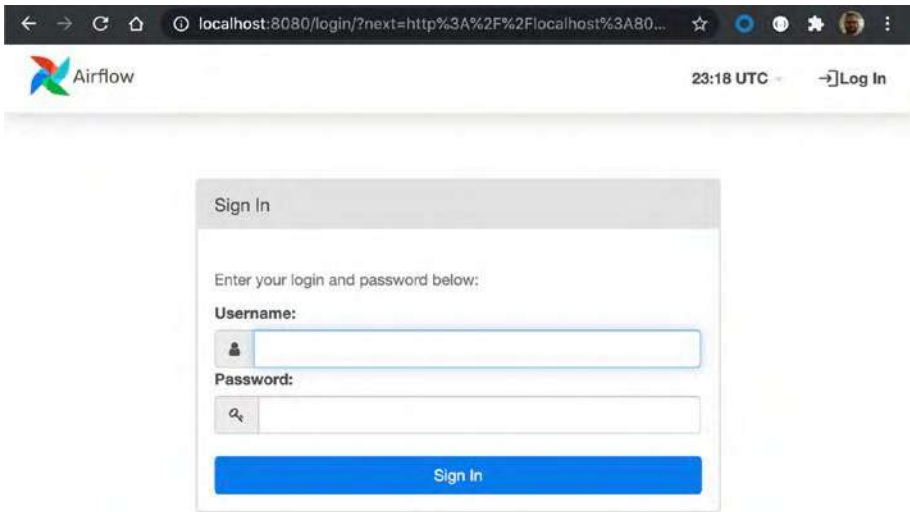 localhost:8080/login/?next=http%3A%2F%2Flocalhost%3A80...
Airflow
23:18 UTC
Log In
Sign In
Enter your login and password below:
Username:
Password:
Sign In